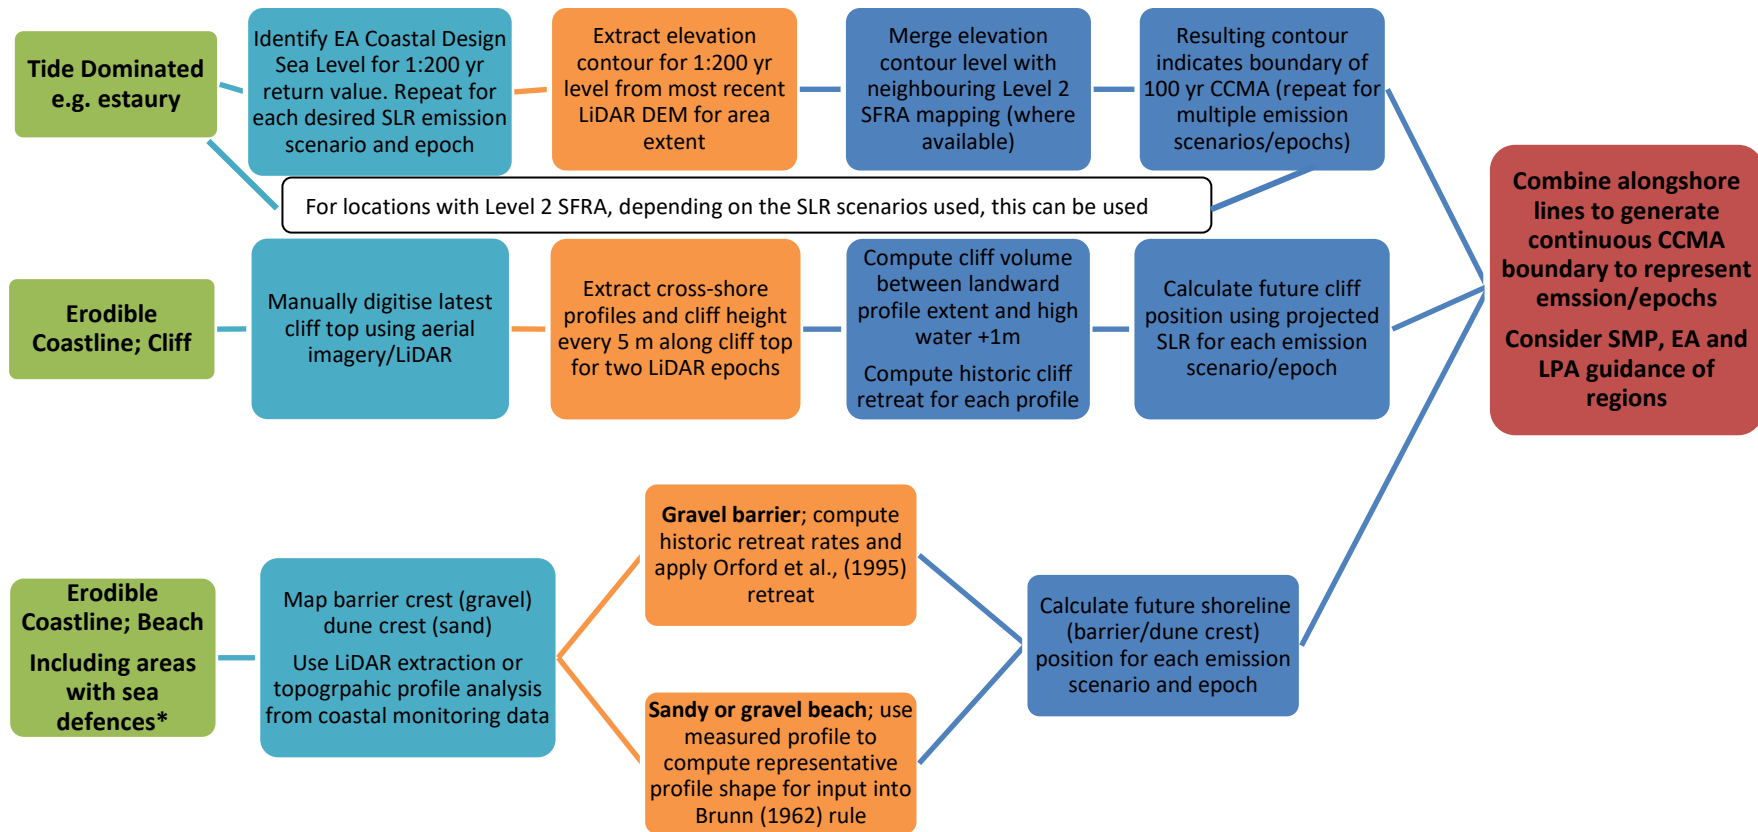 Tide Dominated
e.g. estaury
Identify EA Coastal Design
Sea Level for 1:200 yr
return value. Repeat for
each desired SLR emission
scenario and epoch
Extract elevation
contour for 1:200 yr
level from most recent
LiDAR DEM for area
extent
Merge elevation
contour level with
neighbouring Level 2
SFRA mapping (where
available)
Resulting contour
indicates boundary of
100 yr CCMA (repeat for
multiple emission
scenarios/epochs)
For locations with Level 2 SFRA, depending on the SLR scenarios used, this can be used
Erodible
Coastline; Cliff
Manually digitise latest
cliff top using aerial
imagery/LiDAR
Extract cross-shore
profiles and cliff height
every 5 m along cliff top
for two LiDAR epochs
Compute cliff volume
between landward
profile extent and high
water +1m
Compute historic cliff
retreat for each profile
Calculate future cliff
position using projected
SLR for each emission
scenario/epoch
Erodible
Coastline; Beach
Including areas
with sea
defences*
Map barrier crest (gravel)
dune crest (sand)
Use LiDAR extraction or
topogrpahic profile analysis
from coastal monitoring data
Gravel barrier; compute
historic retreat rates and
apply Orford et al., (1995)
retreat
Sandy or gravel beach; use
measured profile to
compute representative
profile shape for input into
Brunn (1962) rule
Calculate future shoreline
(barrier/dune crest)
position for each emission
scenario and epoch
Combine alongshore
lines to generate
continuous CCMA
boundary to represent
emssion/epochs
Consider SMP, EA and
LPA guidance of
regions